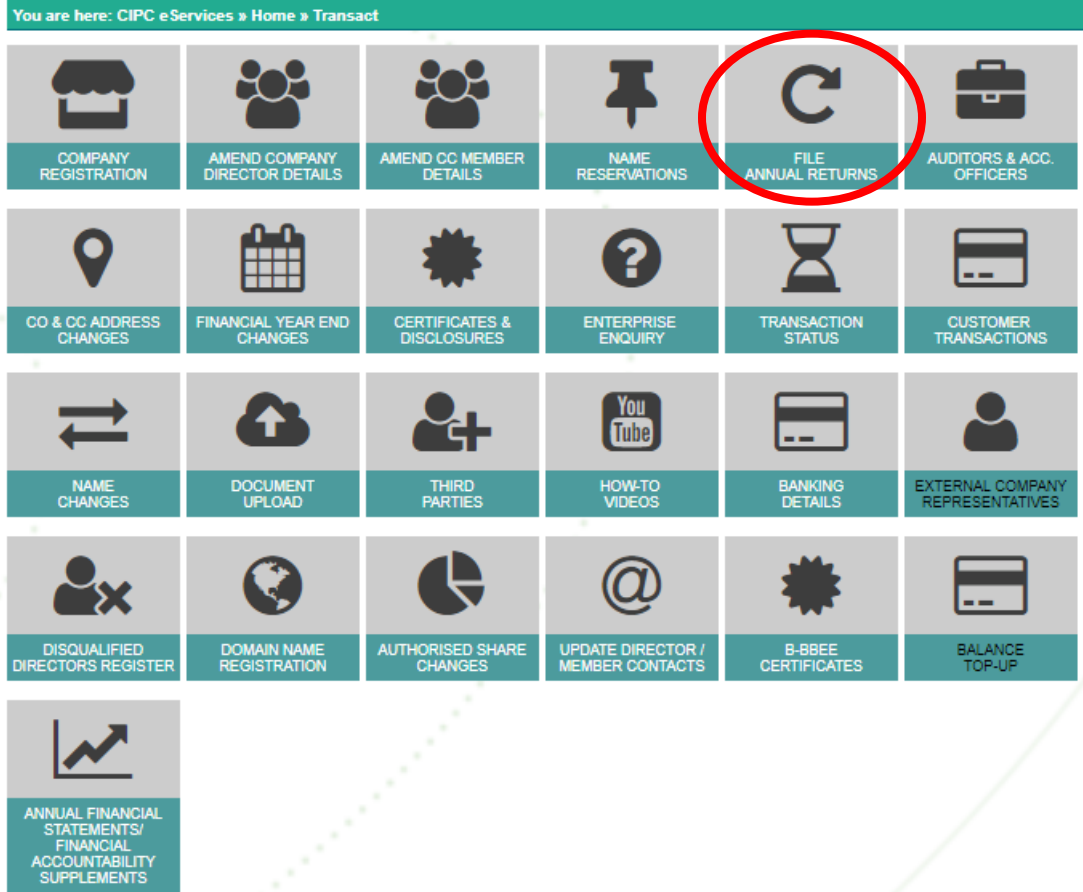 You are here: CIPC eServices » Home » Transact
COMPANY
REGISTRATION
AMEND COMPANY
DIRECTOR DETAILS
AMEND CC MEMBER
DETAILS
NAME
RESERVATIONS
FILE
ANNUAL RETURNS
AUDITORS & ACC.
OFFICERS
CO & CC ADDRESS
CHANGES
FINANCIAL YEAR END
CHANGES
CERTIFICATES &
DISCLOSURES
?
ENTERPRISE
ENQUIRY
TRANSACTION
STATUS
CUSTOMER
TRANSACTIONS
NAME
CHANGES
DOCUMENT
UPLOAD
THIRD
PARTIES
You
Tube
HOW-TO
VIDEOS
BANKING
DETAILS
EXTERNAL COMPANY
REPRESENTATIVES
DISQUALIFIED
DIRECTORS REGISTER
DOMAIN NAME
REGISTRATION
AUTHORISED SHARE
CHANGES
@
UPDATE DIRECTOR /
MEMBER CONTACTS
B-BBEE
CERTIFICATES
BALANCE
TOP-UP
ANNUAL FINANCIAL
STATEMENTS/
FINANCIAL
ACCOUNTABILITY
SUPPLEMENTS